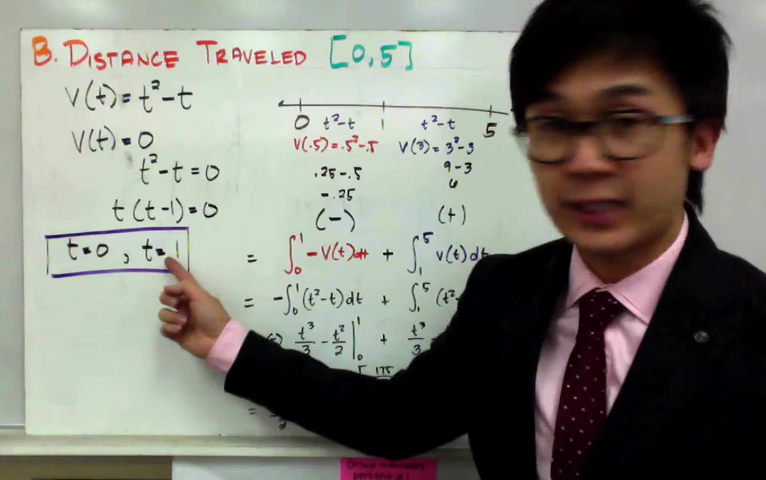 B. DISTANCE TRAVELED [0,5]
V(t) = t² - t
V(t) = 0
t² - t = 0
t(t-1) = 0
t=0, t=1
0 t²-t 1 t²-t 5
V(.5) = .5² - .5 V(3) = 3² - 3
.25 - .5 9 - 3
- .25 6
(-) (+)
= ∫₀¹ -V(t)dt + ∫₁⁵ V(t)dt
= -∫₀¹ (t²-t)dt + ∫₁⁵ (t²-
t³/3 - t²/2 |₀¹ + t³/3
175
=